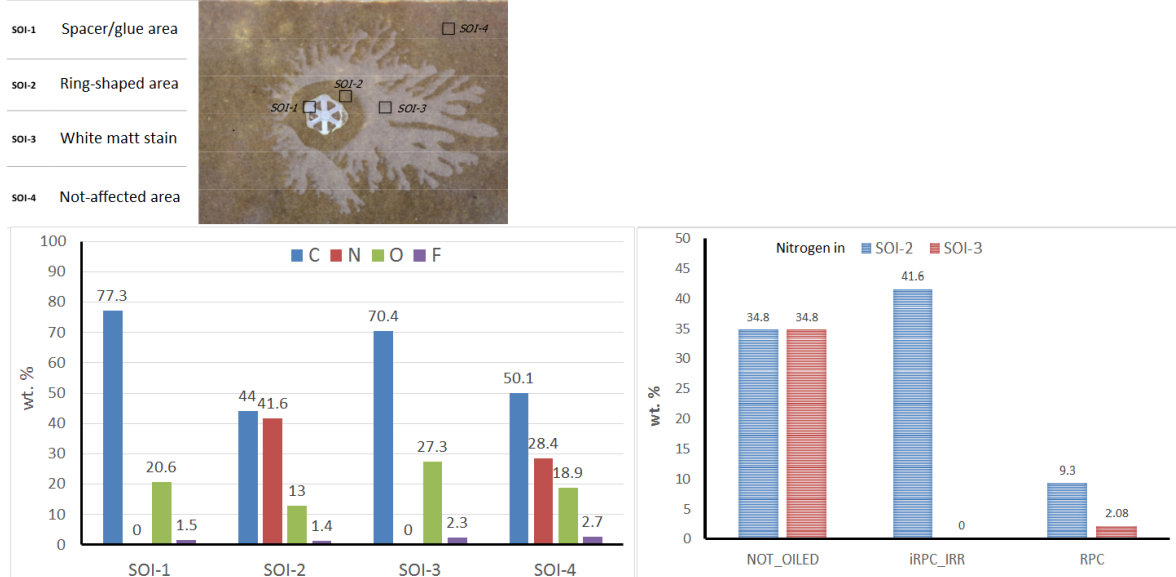 SOI-1 Spacer/glue area
SOI-2 Ring-shaped area
SOI-3 White matt stain
SOI-4 Not-affected area
SOI-4
SOI-2
SOI-1 SOI-3
C N O F
wt. %
100
90
80
70
60
50
40
30
20
10
0
77.3 0 20.6 1.5
44 41.6 13 1.4
70.4 0 27.3 2.3
50.1 28.4 18.9 2.7
SOI-1 SOI-2 SOI-3 SOI-4
Nitrogen in SOI-2 SOI-3
wt. %
50
45
40
35
30
25
20
15
10
5
0
34.8 34.8
41.6 0
9.3 2.08
NOT_OILED iRPC_IRR RPC